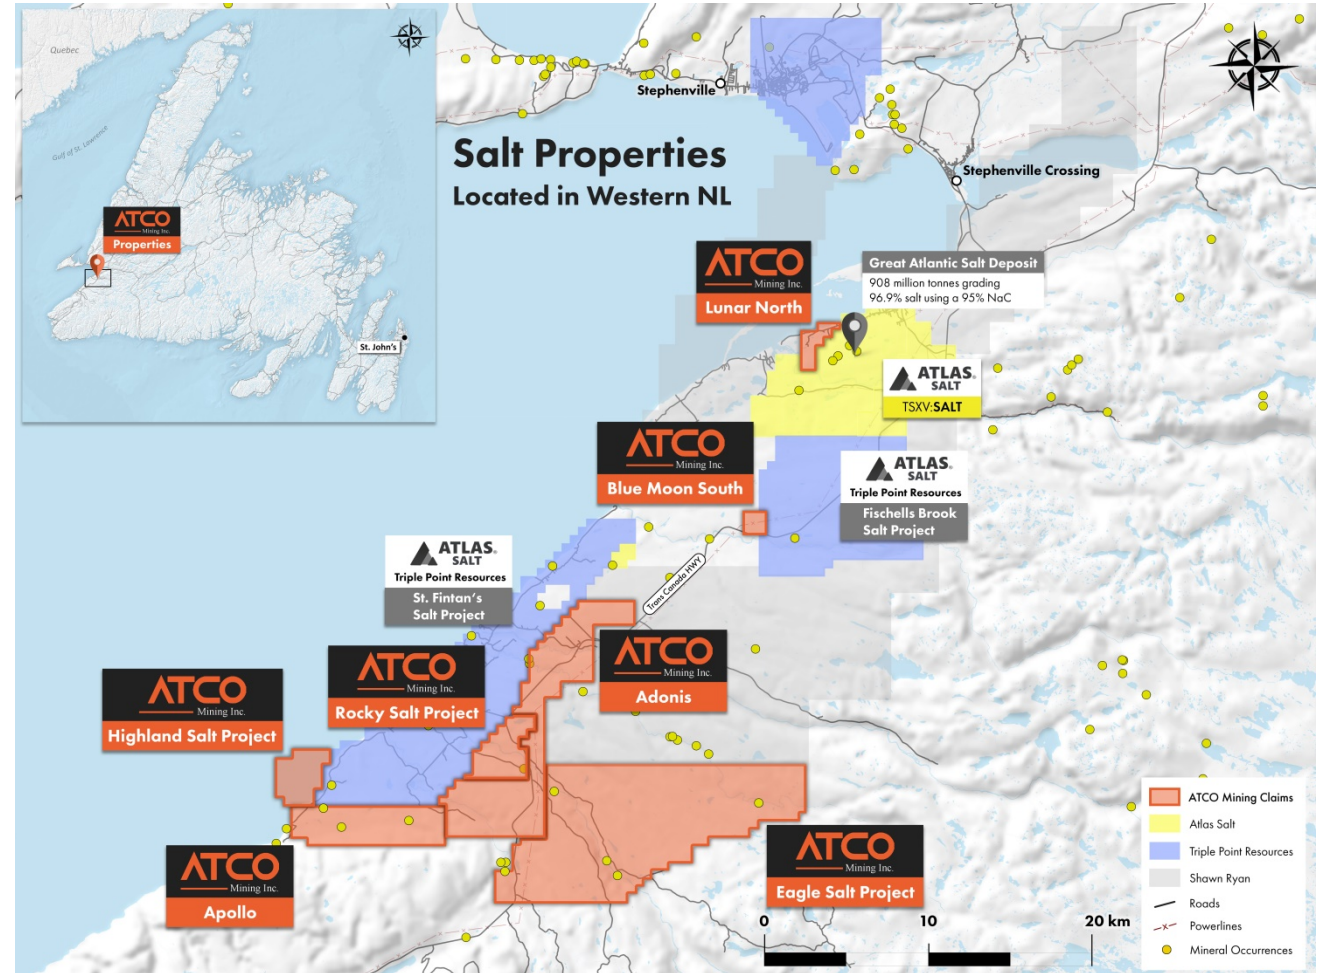 Quebec
Gulf of St. Lawrence
ATCO
Mining Inc.
Properties
St. John's
Salt Properties
Located in Western NL
Stephenville
Stephenville Crossing
ATCO
Mining Inc.
Lunar North
Great Atlantic Salt Deposit
908 million tonnes grading
96.9% salt using a 95% NaC
ATLAS
SALT
TSXV:SALT
ATCO
Mining Inc.
Blue Moon South
ATLAS
SALT
Triple Point Resources
Fischells Brook
Salt Project
ATLAS
SALT
Triple Point Resources
St. Fintan's
Salt Project
Trans Canada HWY
ATCO
Mining Inc.
Adonis
ATCO
Mining Inc.
Rocky Salt Project
ATCO
Mining Inc.
Highland Salt Project
ATCO
Mining Inc.
Apollo
ATCO
Mining Inc.
Eagle Salt Project
ATCO Mining Claims
Atlas Salt
Triple Point Resources
Shawn Ryan
Roads
Powerlines
Mineral Occurrences
0 10 20 km